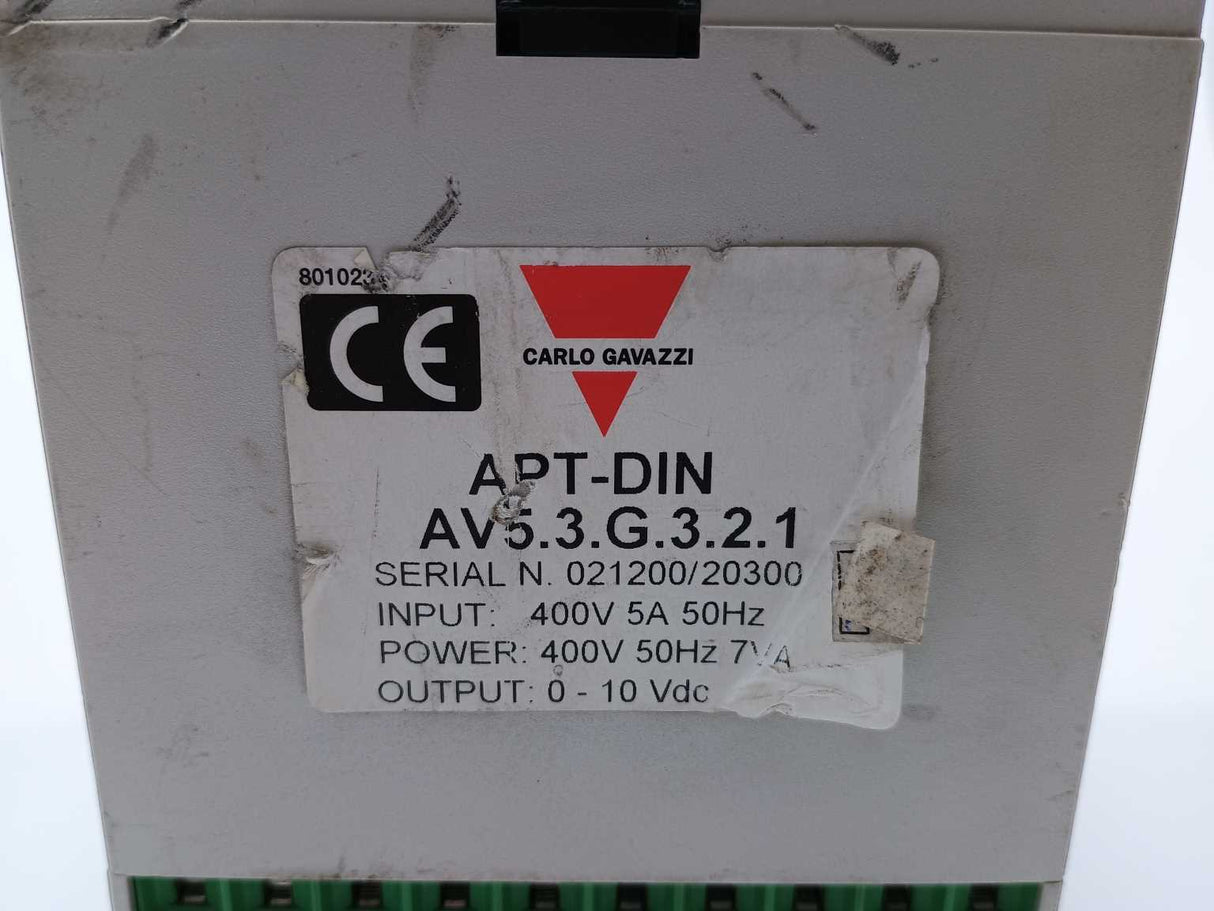 CE
CARLO GAVAZZI
APT-DIN
AV5.3.G.3.2.1
SERIAL N. 021200/20300
INPUT: 400V 5A 50Hz
POWER: 400V 50Hz 7VA
OUTPUT: 0 - 10 Vdc